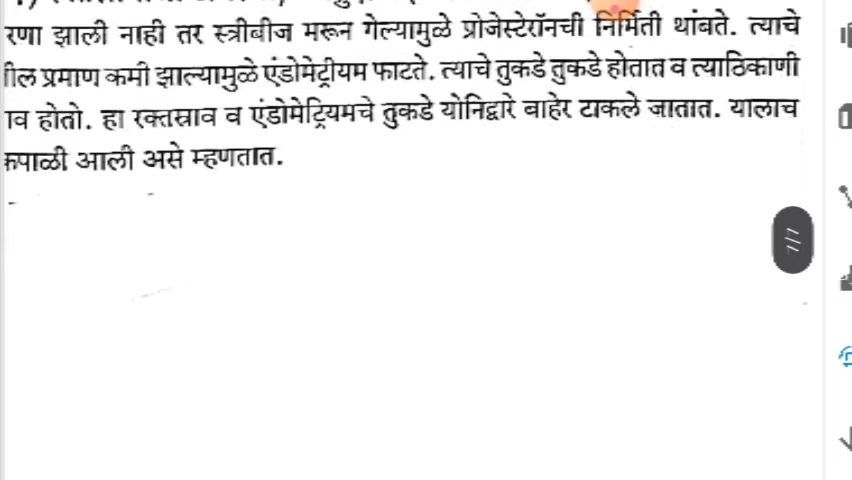 रणा झाली नाही तर स्त्रीबीज मरून गेल्यामुळे प्रोजेस्टेरॉनची निर्मिती थांबते. त्याचे
ील प्रमाण कमी झाल्यामुळे एंडोमेट्रीयम फाटते. त्याचे तुकडे तुकडे होतात व त्याठिकाणी
ाव होतो. हा रक्तस्राव व एंडोमेट्रियमचे तुकडे योनिद्वारे बाहेर टाकले जातात. यालाच
कपाळी आली असे म्हणतात.